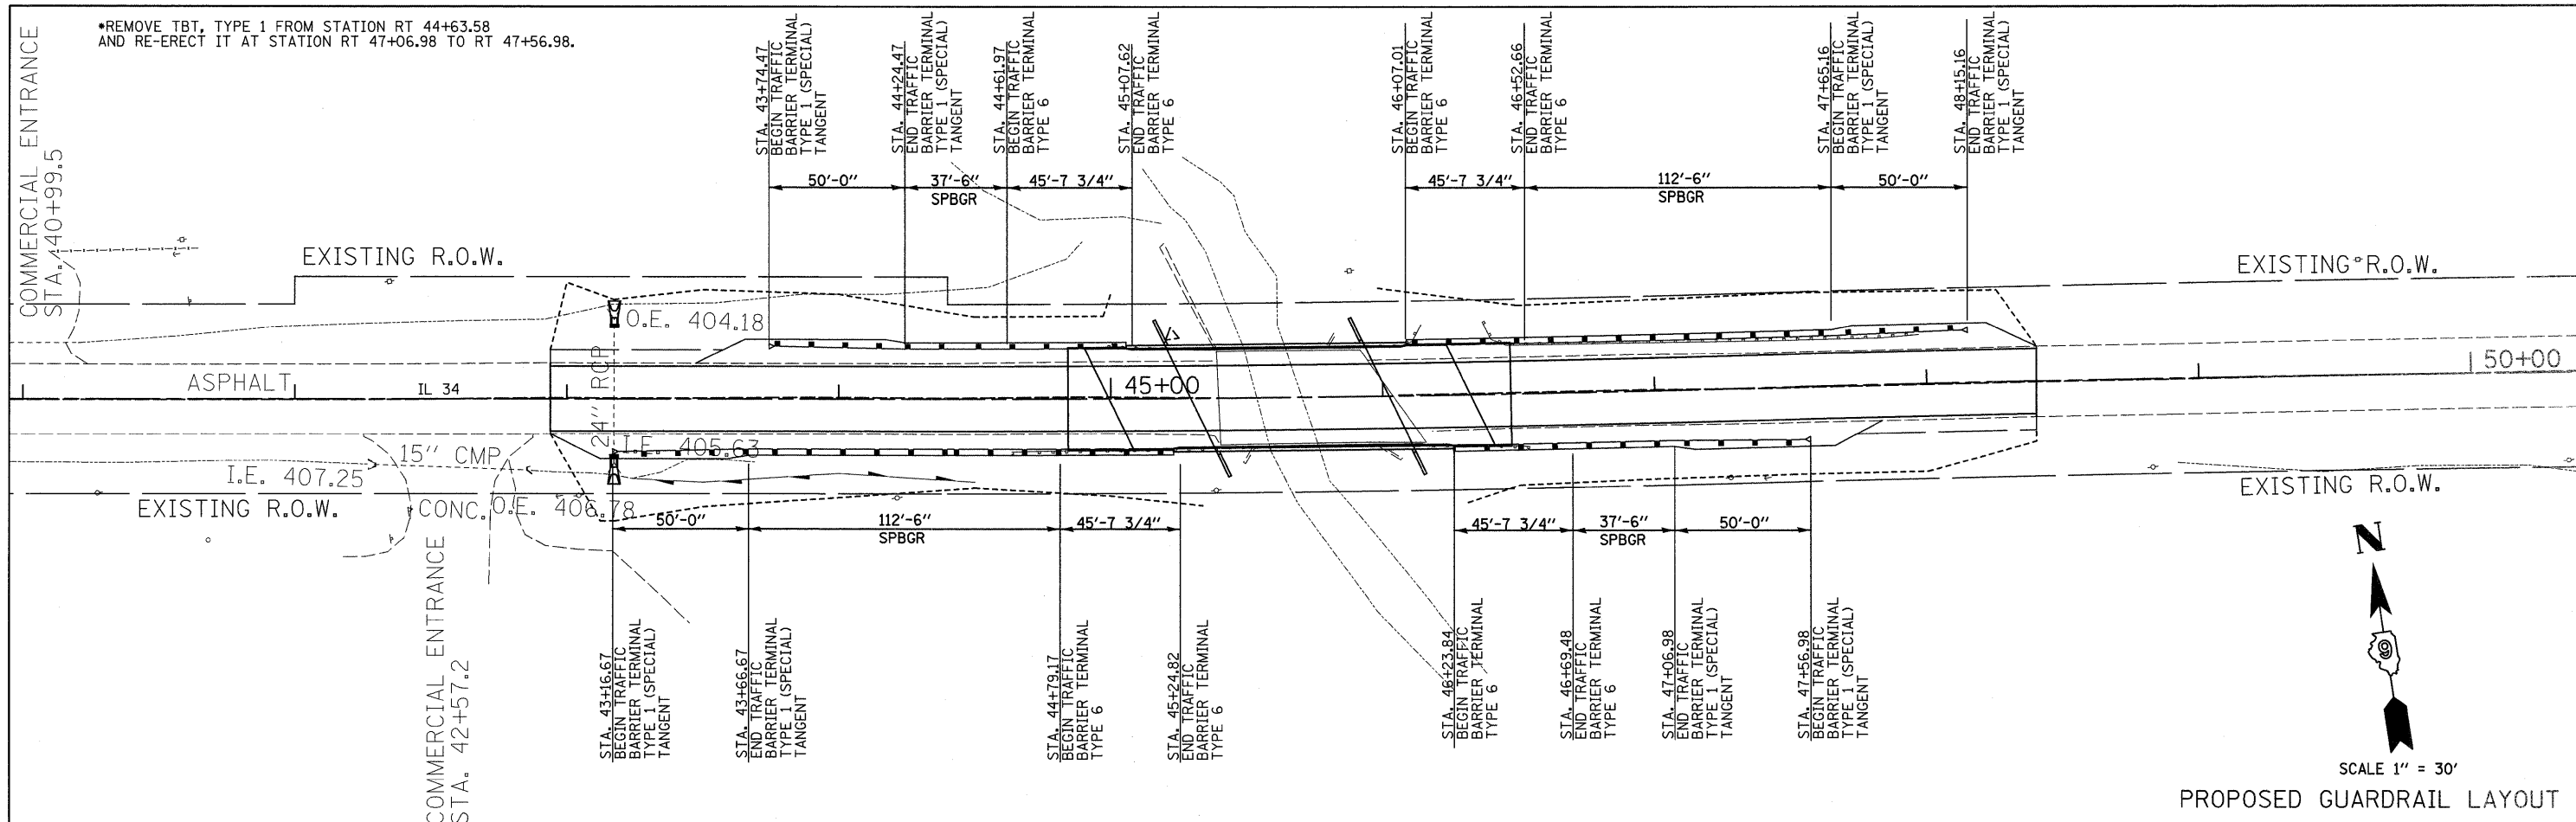 *REMOVE TBT, TYPE 1 FROM STATION RT 44+63.58
AND RE-ERECT IT AT STATION RT 47+06.98 TO RT 47+56.98.
COMMERCIAL ENTRANCE
STA. 40+99.5
STA. 43+74.47
BEGIN TRAFFIC
BARRIER TERMINAL
TYPE 1 (SPECIAL)
TANGENT
STA. 44+24.47
END TRAFFIC
BARRIER TERMINAL
TYPE 1 (SPECIAL)
TANGENT
STA. 44+61.97
BEGIN TRAFFIC
BARRIER TERMINAL
TYPE 6
STA. 45+07.62
END TRAFFIC
BARRIER TERMINAL
TYPE 6
STA. 46+07.01
BEGIN TRAFFIC
BARRIER TERMINAL
TYPE 6
STA. 46+52.66
END TRAFFIC
BARRIER TERMINAL
TYPE 6
STA. 47+65.16
BEGIN TRAFFIC
BARRIER TERMINAL
TYPE 1 (SPECIAL)
TANGENT
STA. 48+15.16
END TRAFFIC
BARRIER TERMINAL
TYPE 1 (SPECIAL)
TANGENT
50'-0"
37'-6"
SPBGR
45'-7 3/4"
45'-7 3/4"
112'-6"
SPBGR
50'-0"
EXISTING R.O.W.
EXISTING R.O.W.
O.E. 404.18
24" RCP
ASPHALT
IL 34
45+00
50+00
I.E. 405.63
15" CMP
I.E. 407.25
EXISTING R.O.W.
CONC.
O.E. 406.78
EXISTING R.O.W.
COMMERCIAL ENTRANCE
STA. 42+57.2
50'-0"
112'-6"
SPBGR
45'-7 3/4"
45'-7 3/4"
37'-6"
SPBGR
50'-0"
STA. 43+16.67
BEGIN TRAFFIC
BARRIER TERMINAL
TYPE 1 (SPECIAL)
TANGENT
STA. 43+66.67
END TRAFFIC
BARRIER TERMINAL
TYPE 1 (SPECIAL)
TANGENT
STA. 44+79.17
BEGIN TRAFFIC
BARRIER TERMINAL
TYPE 6
STA. 45+24.82
END TRAFFIC
BARRIER TERMINAL
TYPE 6
STA. 46+23.84
BEGIN TRAFFIC
BARRIER TERMINAL
TYPE 6
STA. 46+69.48
END TRAFFIC
BARRIER TERMINAL
TYPE 6
STA. 47+06.98
END TRAFFIC
BARRIER TERMINAL
TYPE 1 (SPECIAL)
TANGENT
STA. 47+56.98
BEGIN TRAFFIC
BARRIER TERMINAL
TYPE 1 (SPECIAL)
TANGENT
N
9
SCALE 1" = 30'
PROPOSED GUARDRAIL LAYOUT